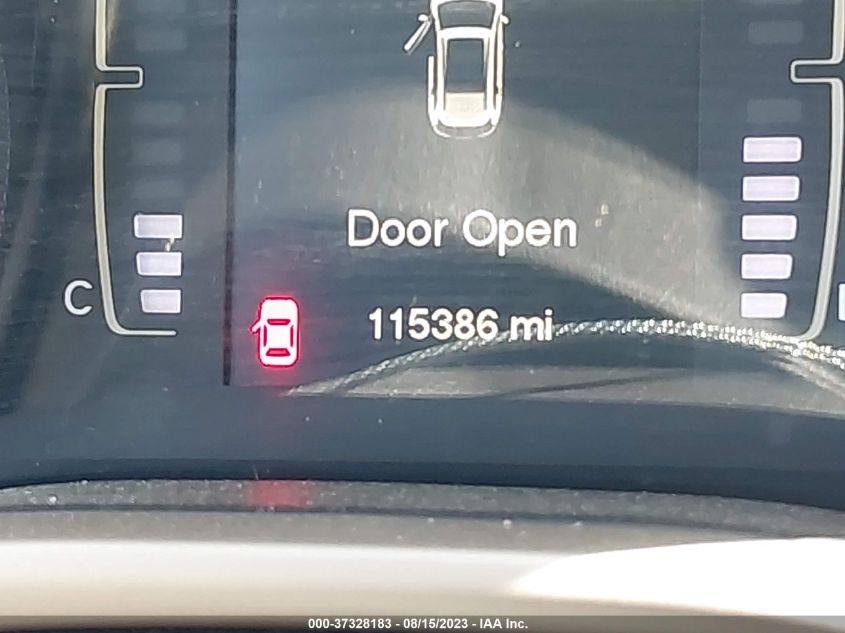 Door Open
C
115386 mi
000-37328183 - 08/15/2023 - IAA Inc.